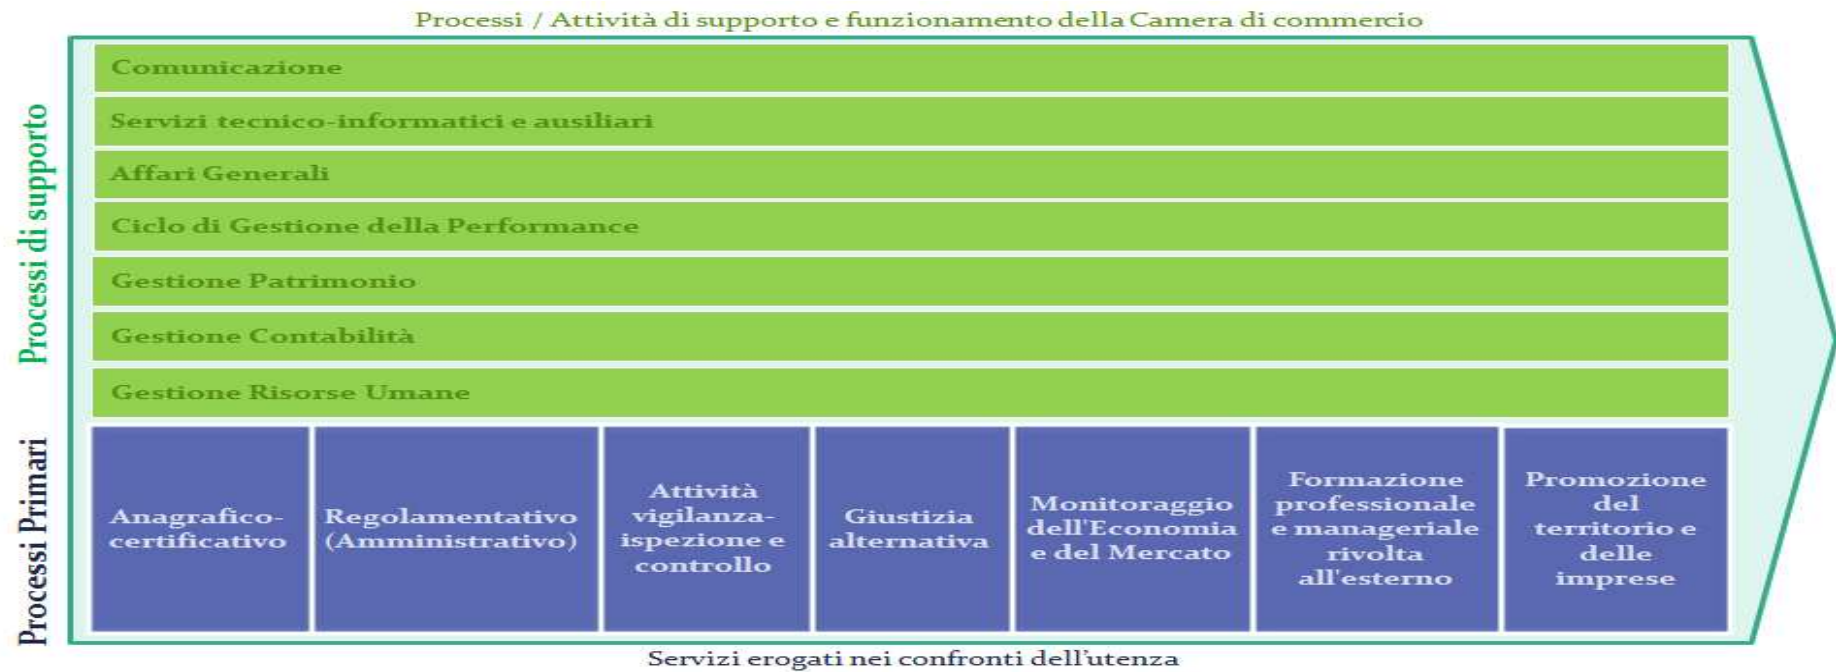 Processi / Attività di supporto e funzionamento della Camera di commercio
Processi di supporto
Comunicazione
Servizi tecnico-informatici e ausiliari
Affari Generali
Ciclo di Gestione della Performance
Gestione Patrimonio
Gestione Contabilità
Gestione Risorse Umane
Processi Primari
Anagrafico-
certificativo
Regolamentativo
(Amministrativo)
Attività
vigilanza-
ispezione e
controllo
Giustizia
alternativa
Monitoraggio
dell'Economia
e del Mercato
Formazione
professionale
e manageriale
rivolta
all'esterno
Promozione
del
territorio e
delle
imprese
Servizi erogati nei confronti dell'utenza